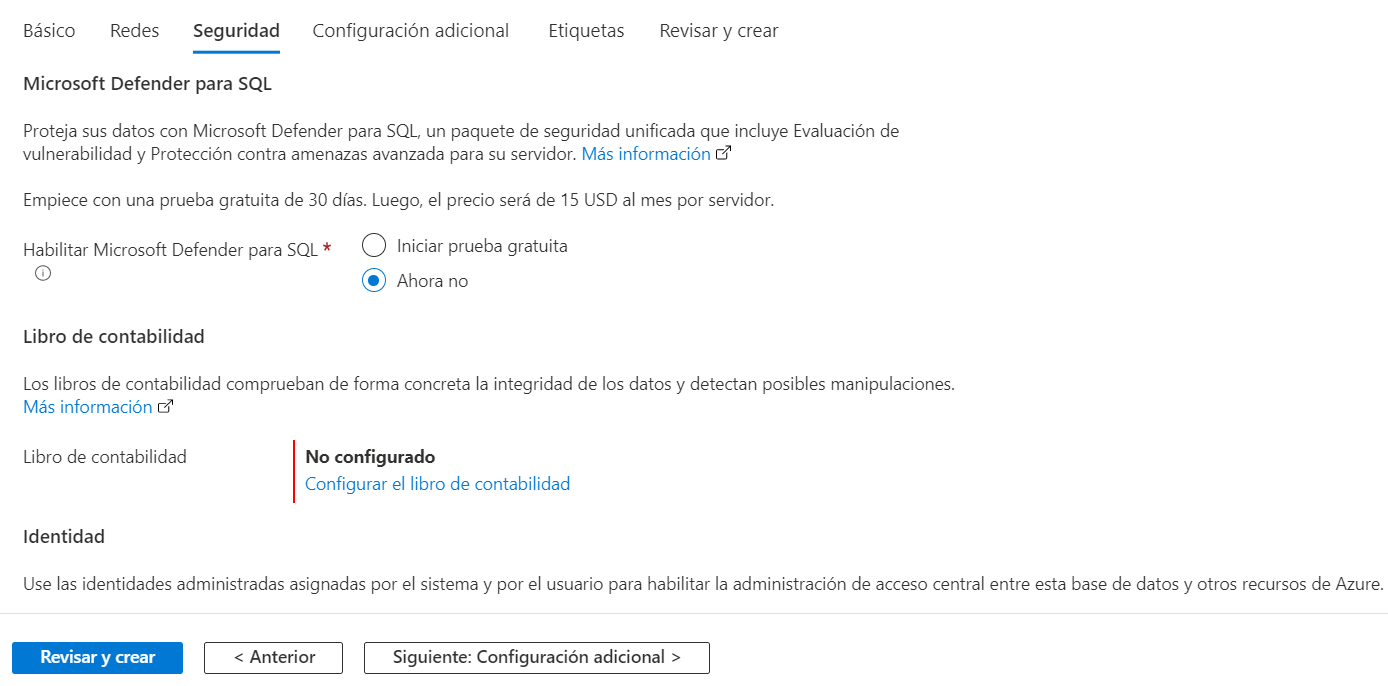 Básico Redes Seguridad Configuración adicional Etiquetas Revisar y crear
Microsoft Defender para SQL
Proteja sus datos con Microsoft Defender para SQL, un paquete de seguridad unificada que incluye Evaluación de
vulnerabilidad y Protección contra amenazas avanzada para su servidor. Más información
Empiece con una prueba gratuita de 30 días. Luego, el precio será de 15 USD al mes por servidor.
Habilitar Microsoft Defender para SQL *
Iniciar prueba gratuita
Ahora no
Libro de contabilidad
Los libros de contabilidad comprueban de forma concreta la integridad de los datos y detectan posibles manipulaciones.
Más información
Libro de contabilidad
No configurado
Configurar el libro de contabilidad
Identidad
Use las identidades administradas asignadas por el sistema y por el usuario para habilitar la administración de acceso central entre esta base de datos y otros recursos de Azure.
Revisar y crear < Anterior Siguiente: Configuración adicional >